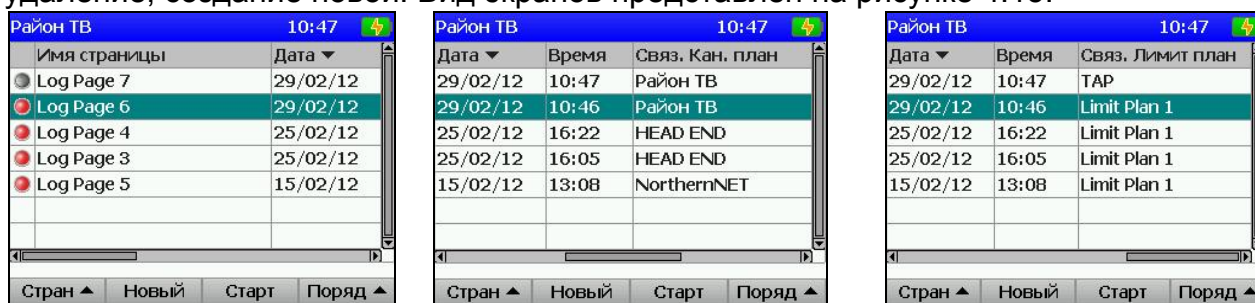 удаление, создание новой. Вид экранов представлен на рисунке 4.
Район ТВ 10:47
Имя страницы Дата ▼
Log Page 7 29/02/12
Log Page 6 29/02/12
Log Page 4 25/02/12
Log Page 3 25/02/12
Log Page 5 15/02/12
Стран ▲ Новый Старт Поряд ▲
Район ТВ 10:47
Дата ▼ Время Связ. Кан. план
29/02/12 10:47 Район ТВ
29/02/12 10:46 Район ТВ
25/02/12 16:22 HEAD END
25/02/12 16:05 HEAD END
15/02/12 13:08 NorthernNET
Стран ▲ Новый Старт Поряд ▲
Район ТВ 10:47
Дата ▼ Время Связ. Лимит план
29/02/12 10:47 TAP
29/02/12 10:46 Limit Plan 1
25/02/12 16:22 Limit Plan 1
25/02/12 16:05 Limit Plan 1
15/02/12 13:08 Limit Plan 1
Стран ▲ Новый Старт Поряд ▲